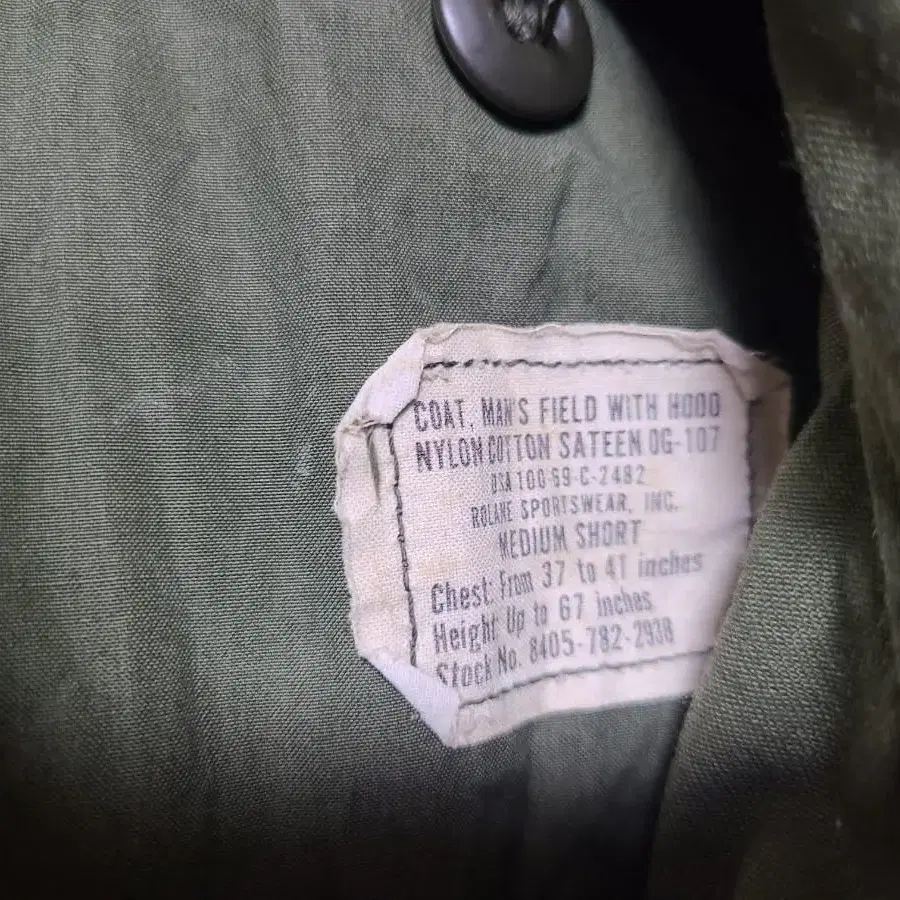 COAT, MAN'S FIELD WITH HOOD
NYLON COTTON SATEEN OG-107
DSA 100-69-C-2482
ROLANE SPORTSWEAR, INC.
MEDIUM SHORT
Chest: From 37 to 41 inches
Height: Up to 67 inches
Stock No. 8405-782-2938